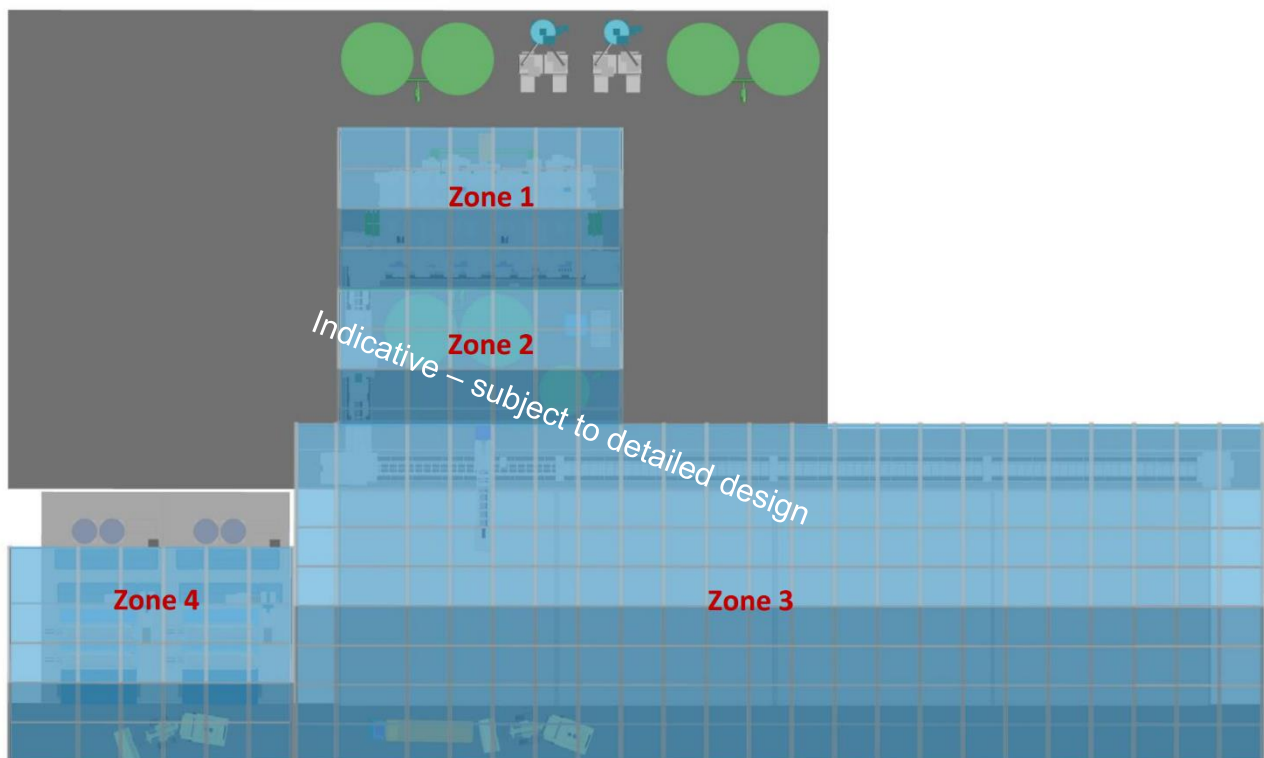 Zone 1
Zone 2
Indicative – subject to detailed design
Zone 4
Zone 3